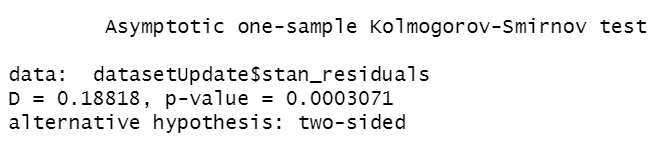 Asymptotic one-sample Kolmogorov-Smirnov test
data: datasetUpdate$stan_residuals
D = 0.18818, p-value = 0.0003071
alternative hypothesis: two-sided